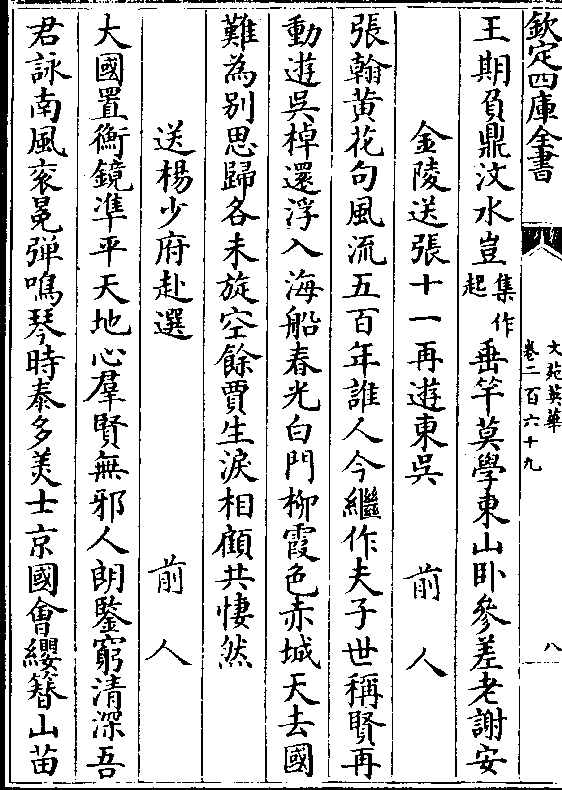 欽定四庫全書
文苑英華
卷二百六十九
八
王期負鼎汶水豈集作起垂竿莫學東山卧參差老謝安
金陵送張十一再遊東吳 前人
張翰黄花句風流五百年誰人今繼作夫子世稱賢再
動遊吳棹還浮入海船春光白門柳霞色赤城天去國
難為别思歸各未旋空餘賈生淚相顧共悽然
送楊少府赴選 前人
大國置衡鏡凖平天地心羣賢無邪人朗鑒窮清深吾
君詠南風衮冕弹鳴琴時泰多美士京國會纓簪山苗